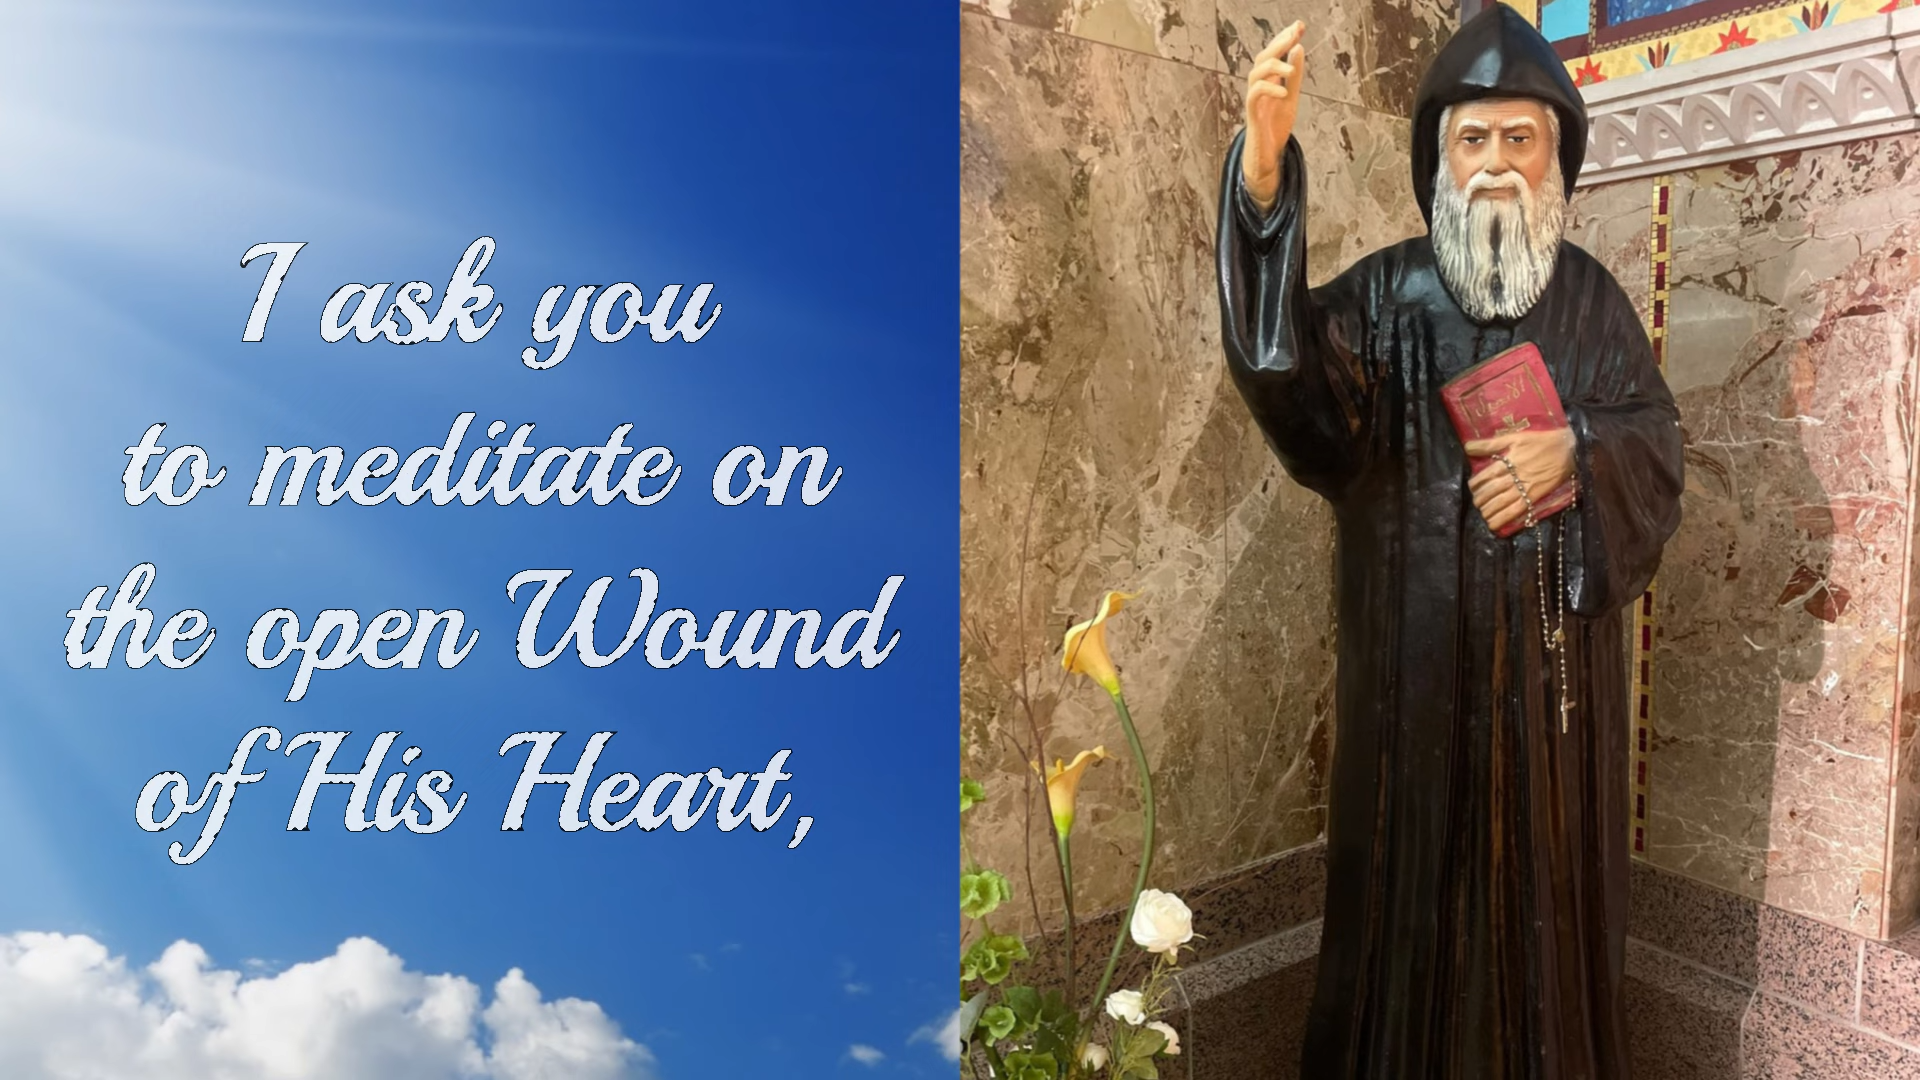 I ask you
to meditate on
the open Wound
of His Heart,